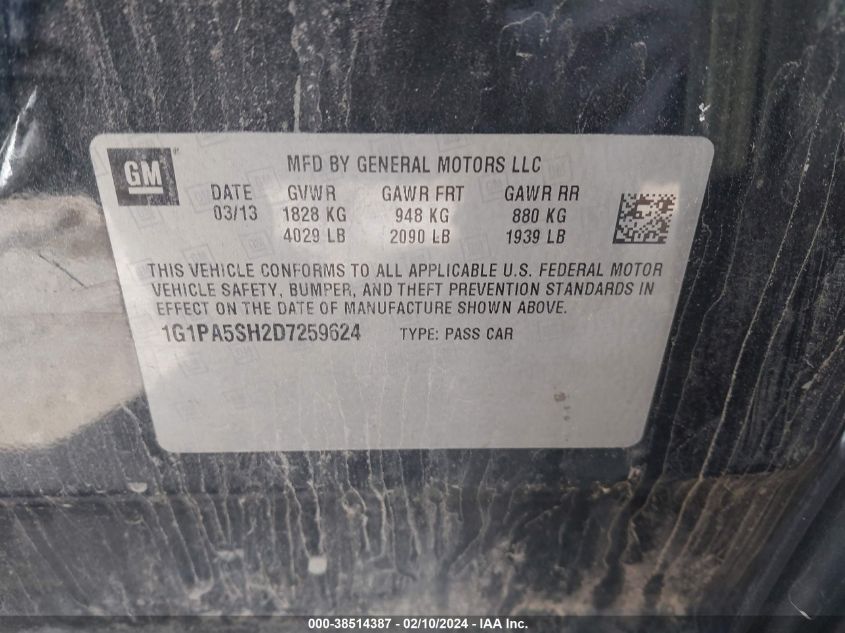 GM
MFD BY GENERAL MOTORS LLC
DATE GVWR GAWR FRT GAWR RR
03/13 1828 KG 948 KG 880 KG
4029 LB 2090 LB 1939 LB
THIS VEHICLE CONFORMS TO ALL APPLICABLE U.S. FEDERAL MOTOR
VEHICLE SAFETY, BUMPER, AND THEFT PREVENTION STANDARDS IN
EFFECT ON THE DATE OF MANUFACTURE SHOWN ABOVE.
1G1PA5SH2D7259624 TYPE: PASS CAR
000-38514387 - 02/10/2024 - IAA Inc.